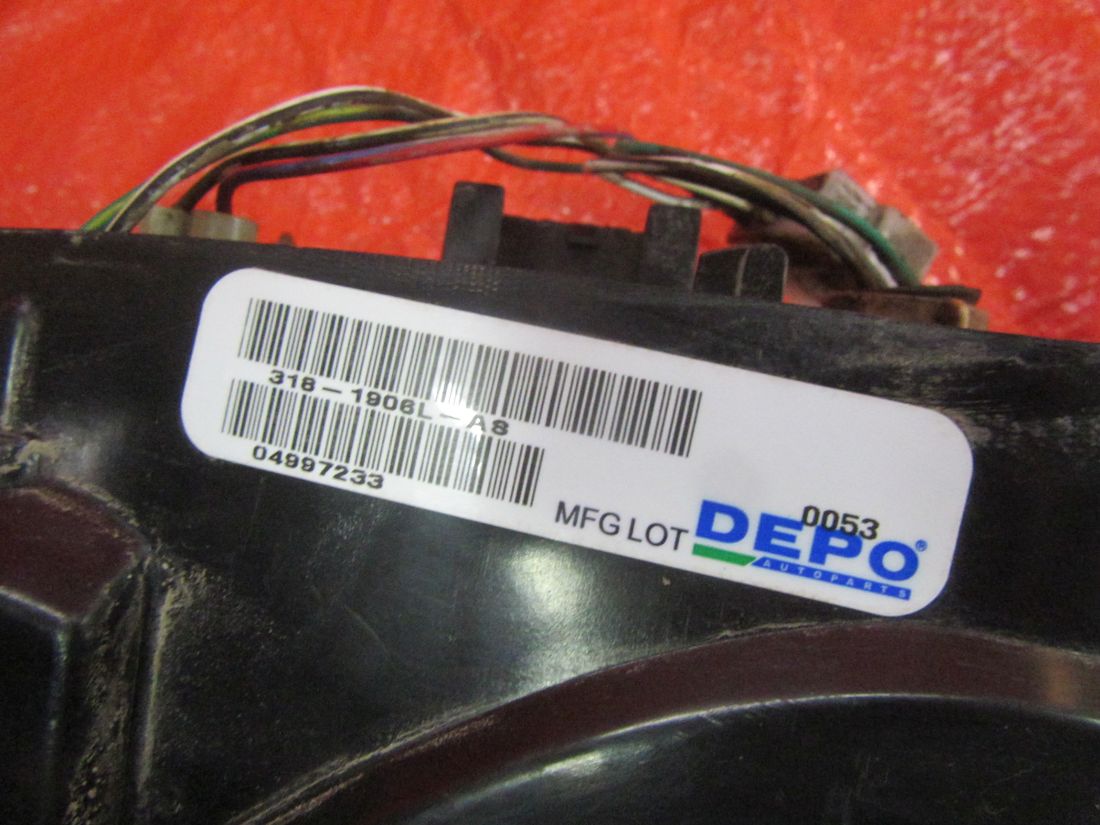 318-1906L-AS
04997233
MFG LOT
0053
DEPO®
AUTOPARTS